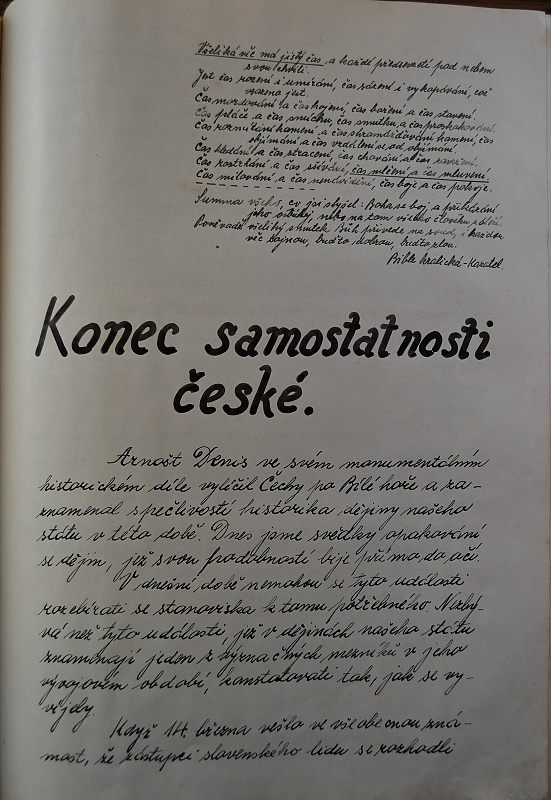 Všeliká věc má jistý čas, a každé předsevzetí pod nebem
svou chvíli.
Jest čas rození i umírání, čas sázení i vykopávání, což
vsazeno jest.
Čas mordování a čas hojení, čas boření a čas stavení.
Čas pláče a čas smíchu, čas smutku a čas proskakování.
Čas rozmítání kamení a čas shromažďování kamení, čas
objímání a čas vzdálení se od objímání.
Čas hledání a čas ztracení, čas chování a čas zavržení.
Čas roztrhání a čas sšívání, čas mlčení a čas mluvení.
Čas milování a čas nenávidění, čas boje a čas pokoje.
Summa všeho, co jsi slyšel: Boha se boj a přikázání
jeho ostříhej, nebo na tom všecko člověku záleží.
Poněvadž všeliký skutek Bůh přivede na soud, i každou
věc tajnou, buďto dobrou, buďto zlou.
Bible kralická - Kazatel.
Konec samostatnosti
české.
Arnošt Denis ve svém monumentálním
historickém díle vylíčil Čechy po Bílé hoře a za-
znamenal s pečlivostí historika dějiny našeho
státu v této době. Dnes jsme svědky opakování
se dějin, jež svou podobností bije přímo do očí.
V dnešní době nemohou se tyto události
rozebírati se stanoviska k tomu potřebného. Nezbý-
vá než tyto události, jež v dějinách našeho státu
znamenají jeden z význačných mezníků v jeho
vývojovém období, konstatovati tak, jak se vy-
víjely.
Když 14. března vešlo ve všeobecnou zná-
most, že zástupci slovenského lidu se rozhodli